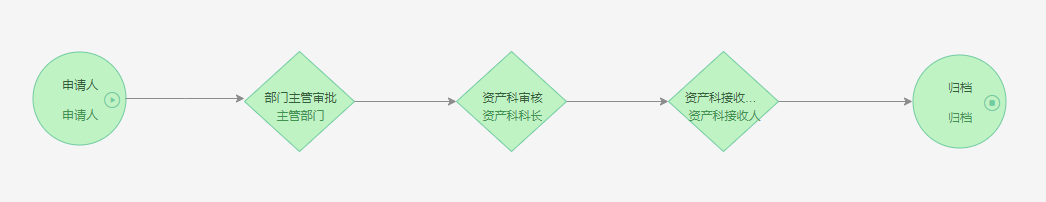 申请人
申请人
部门主管审批
主管部门
资产科审核
资产科科长
资产科接收...
资产科接收人
归档
归档